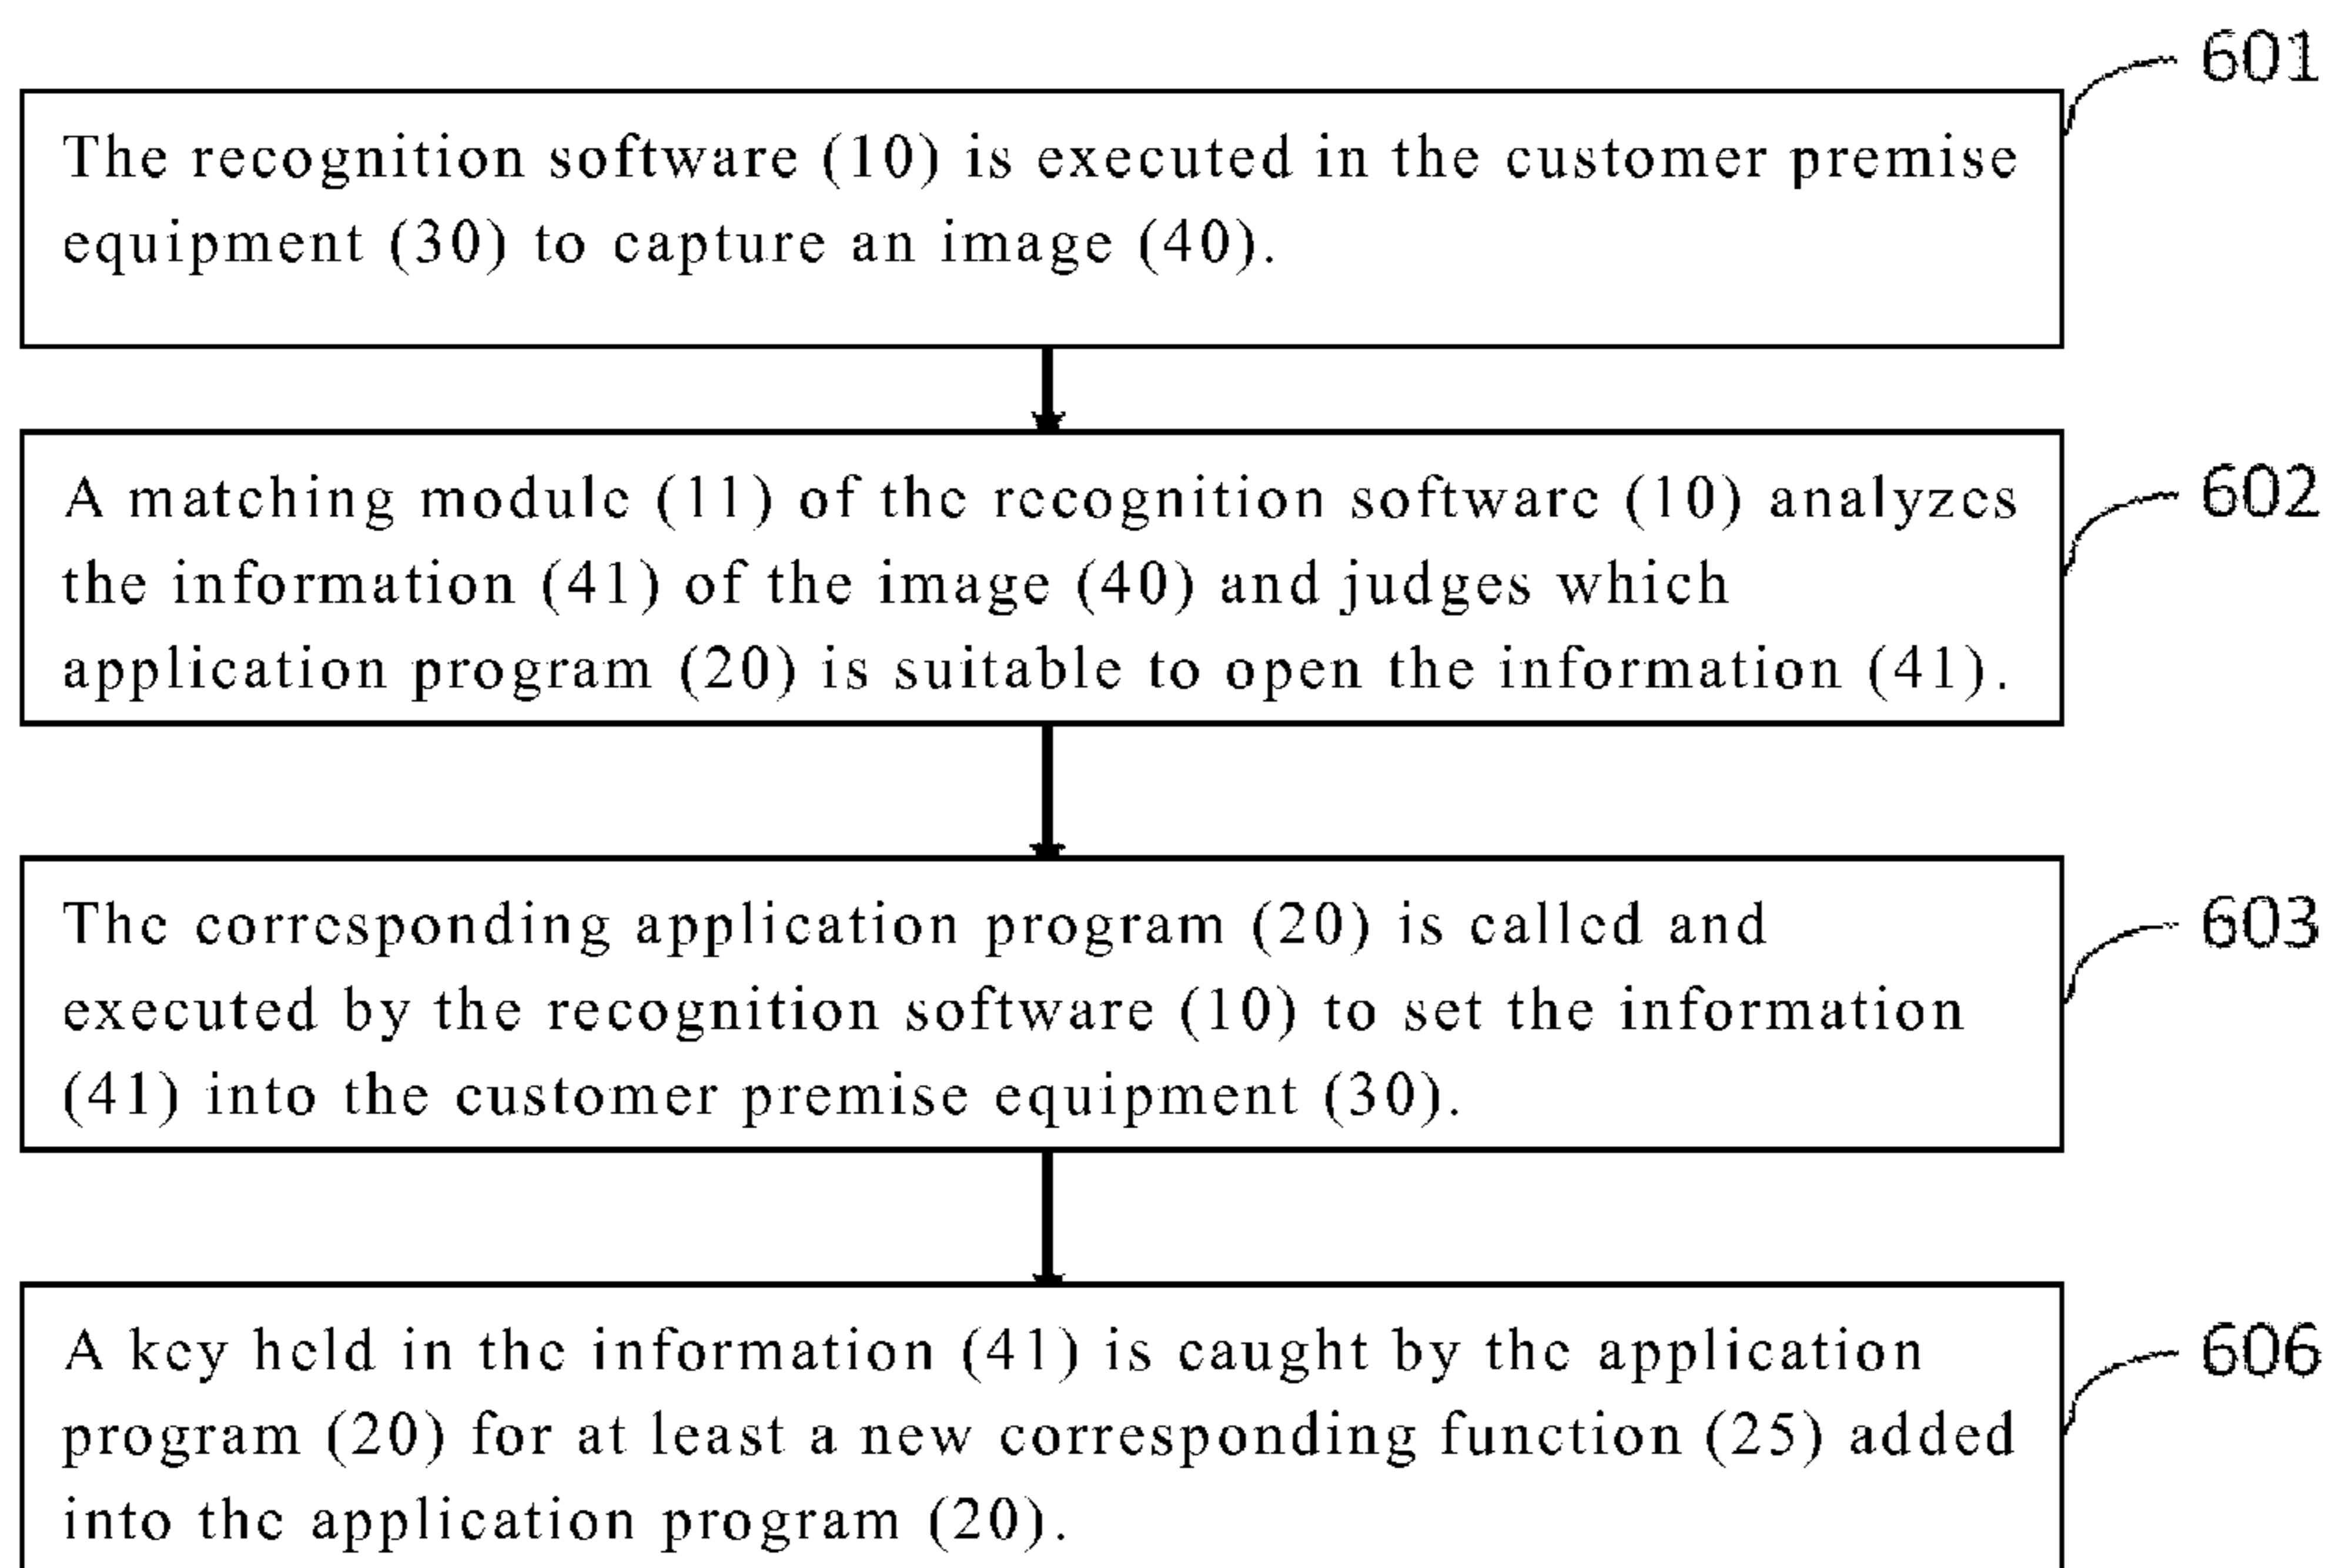 601
The recognition software (10) is executed in the customer premise
equipment (30) to capture an image (40).
602
A matching module (11) of the recognition software (10) analyzes
the information (41) of the image (40) and judges which
application program (20) is suitable to open the information (41).
603
The corresponding application program (20) is called and
executed by the recognition software (10) to set the information
(41) into the customer premise equipment (30).
606
A key held in the information (41) is caught by the application
program (20) for at least a new corresponding function (25) added
into the application program (20).